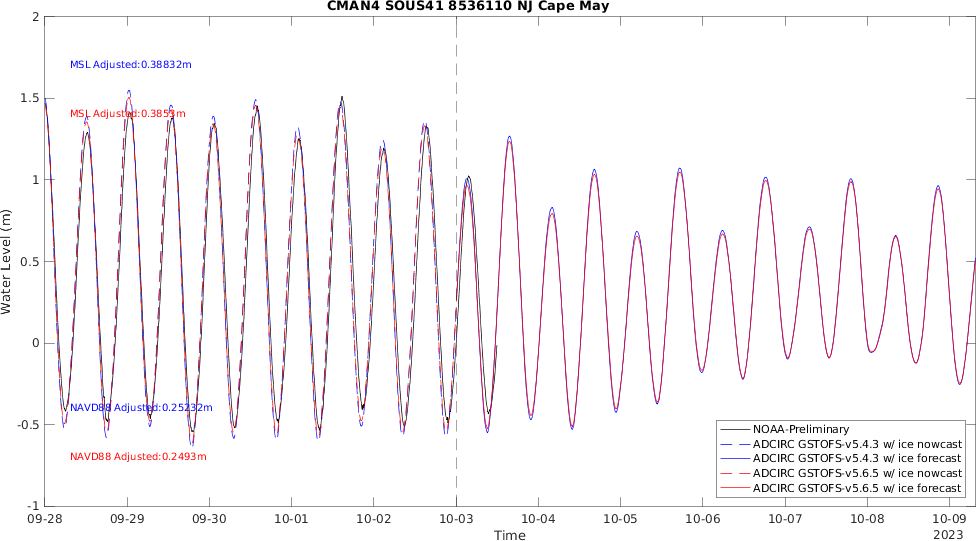 CMAN4 SOUS41 8536110 NJ Cape May
2
1.5
1
0.5
0
-0.5
-1
Water Level (m)
MSL Adjusted:0.38832m
MSL Adjusted:0.3853m
NAVD88 Adjusted:0.25232m
NAVD88 Adjusted:0.2493m
NOAA-Preliminary
ADCIRC GSTOFS-v5.4.3 w/ ice nowcast
ADCIRC GSTOFS-v5.4.3 w/ ice forecast
ADCIRC GSTOFS-v5.6.5 w/ ice nowcast
ADCIRC GSTOFS-v5.6.5 w/ ice forecast
09-28 09-29 09-30 10-01 10-02 10-03 10-04 10-05 10-06 10-07 10-08 10-09
Time
2023